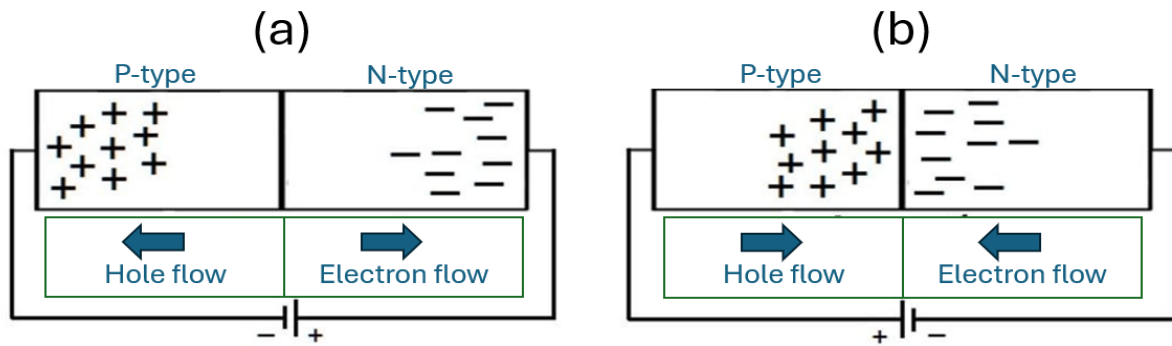 (a)
P-type
N-type
Hole flow
Electron flow
− +
(b)
P-type
N-type
Hole flow
Electron flow
+ −